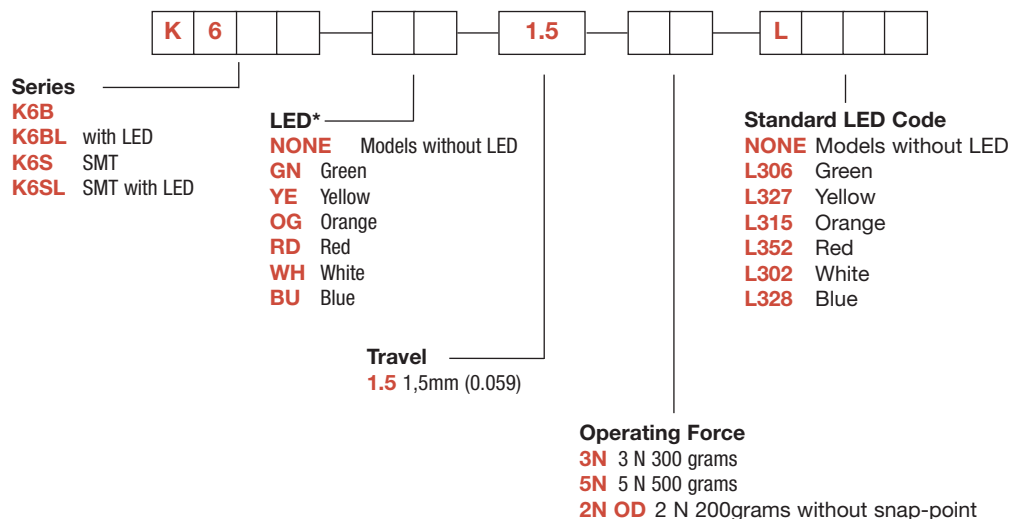 K 6 1.5 L
Series
K6B
K6BL with LED
K6S SMT
K6SL SMT with LED
LED*
NONE Models without LED
GN Green
YE Yellow
OG Orange
RD Red
WH White
BU Blue
Travel
1.5 1,5mm (0.059)
Operating Force
3N 3 N 300 grams
5N 5 N 500 grams
2N OD 2 N 200grams without snap-point
Standard LED Code
NONE Models without LED
L306 Green
L327 Yellow
L315 Orange
L352 Red
L302 White
L328 Blue